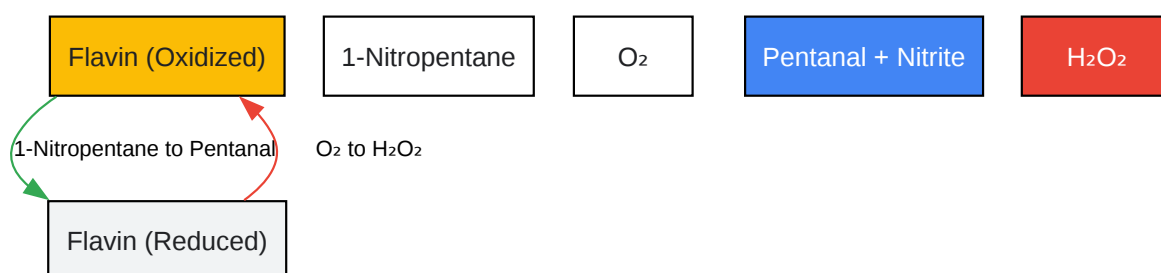 Flavin (Oxidized)
1-Nitropentane
O₂
Pentanal + Nitrite
H₂O₂
1-Nitropentane to Pentanal
O₂ to H₂O₂
Flavin (Reduced)